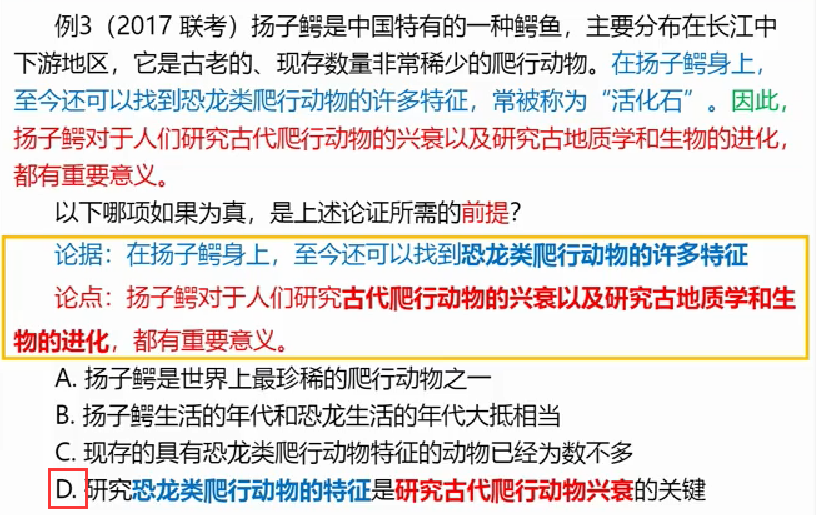 例3（2017 联考）扬子鳄是中国特有的一种鳄鱼，主要分布在长江中
下游地区，它是古老的、现存数量非常稀少的爬行动物。在扬子鳄身上，
至今还可以找到恐龙类爬行动物的许多特征，常被称为“活化石”。因此，
扬子鳄对于人们研究古代爬行动物的兴衰以及研究古地质学和生物的进化，
都有重要意义。
以下哪项如果为真，是上述论证所需的前提？
论据：在扬子鳄身上，至今还可以找到恐龙类爬行动物的许多特征
论点：扬子鳄对于人们研究古代爬行动物的兴衰以及研究古地质学和生
物的进化，都有重要意义。
A. 扬子鳄是世界上最珍稀的爬行动物之一
B. 扬子鳄生活的年代和恐龙生活的年代大抵相当
C. 现存的具有恐龙类爬行动物特征的动物已经为数不多
D. 研究恐龙类爬行动物的特征是研究古代爬行动物兴衰的关键